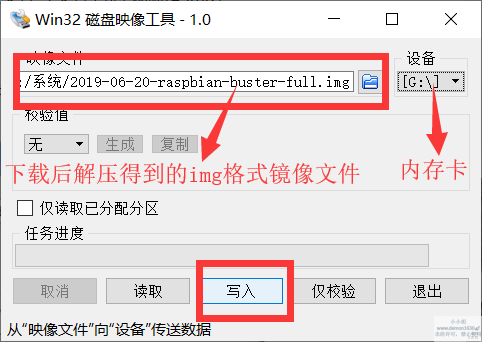 Win32 磁盘映像工具 - 1.0
映像文件
设备
:/系统/2019-06-20-raspbian-buster-full.img
[G:\]
校验值
无
生成
复制
下载后解压得到的img格式镜像文件
内存卡
仅读取已分配分区
任务进度
取消
读取
写入
仅校验
退出
从“映像文件”向“设备”传送数据